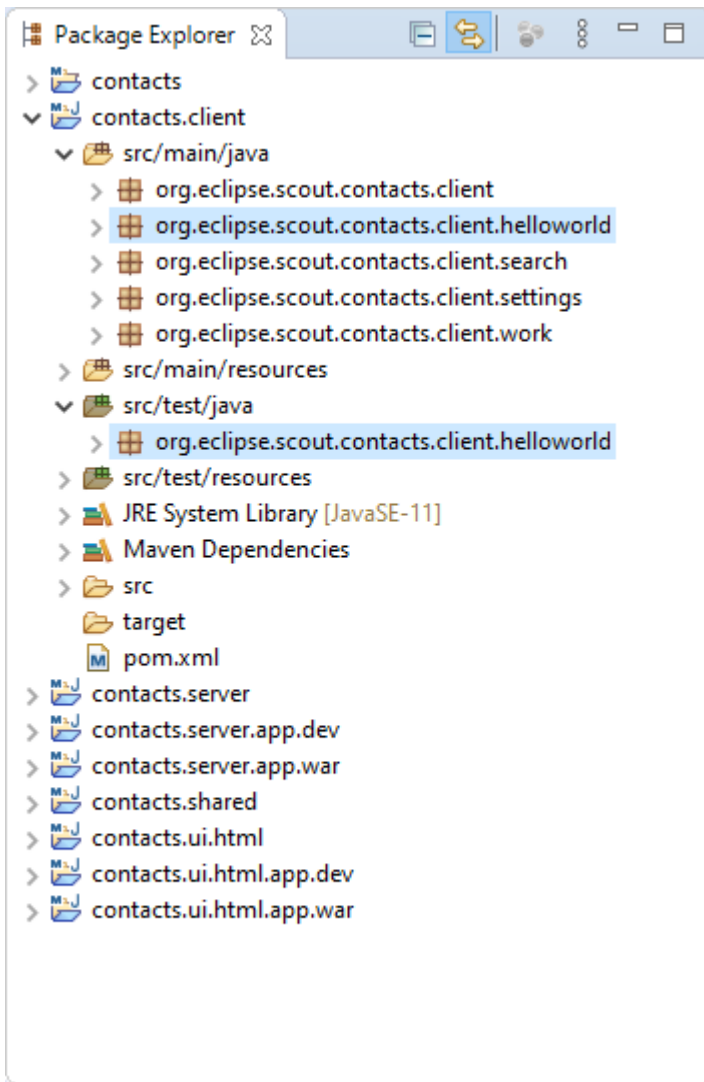 Package Explorer
contacts
contacts.client
src/main/java
org.eclipse.scout.contacts.client
org.eclipse.scout.contacts.client.helloworld
org.eclipse.scout.contacts.client.search
org.eclipse.scout.contacts.client.settings
org.eclipse.scout.contacts.client.work
src/main/resources
src/test/java
org.eclipse.scout.contacts.client.helloworld
src/test/resources
JRE System Library [JavaSE-11]
Maven Dependencies
src
target
pom.xml
contacts.server
contacts.server.app.dev
contacts.server.app.war
contacts.shared
contacts.ui.html
contacts.ui.html.app.dev
contacts.ui.html.app.war